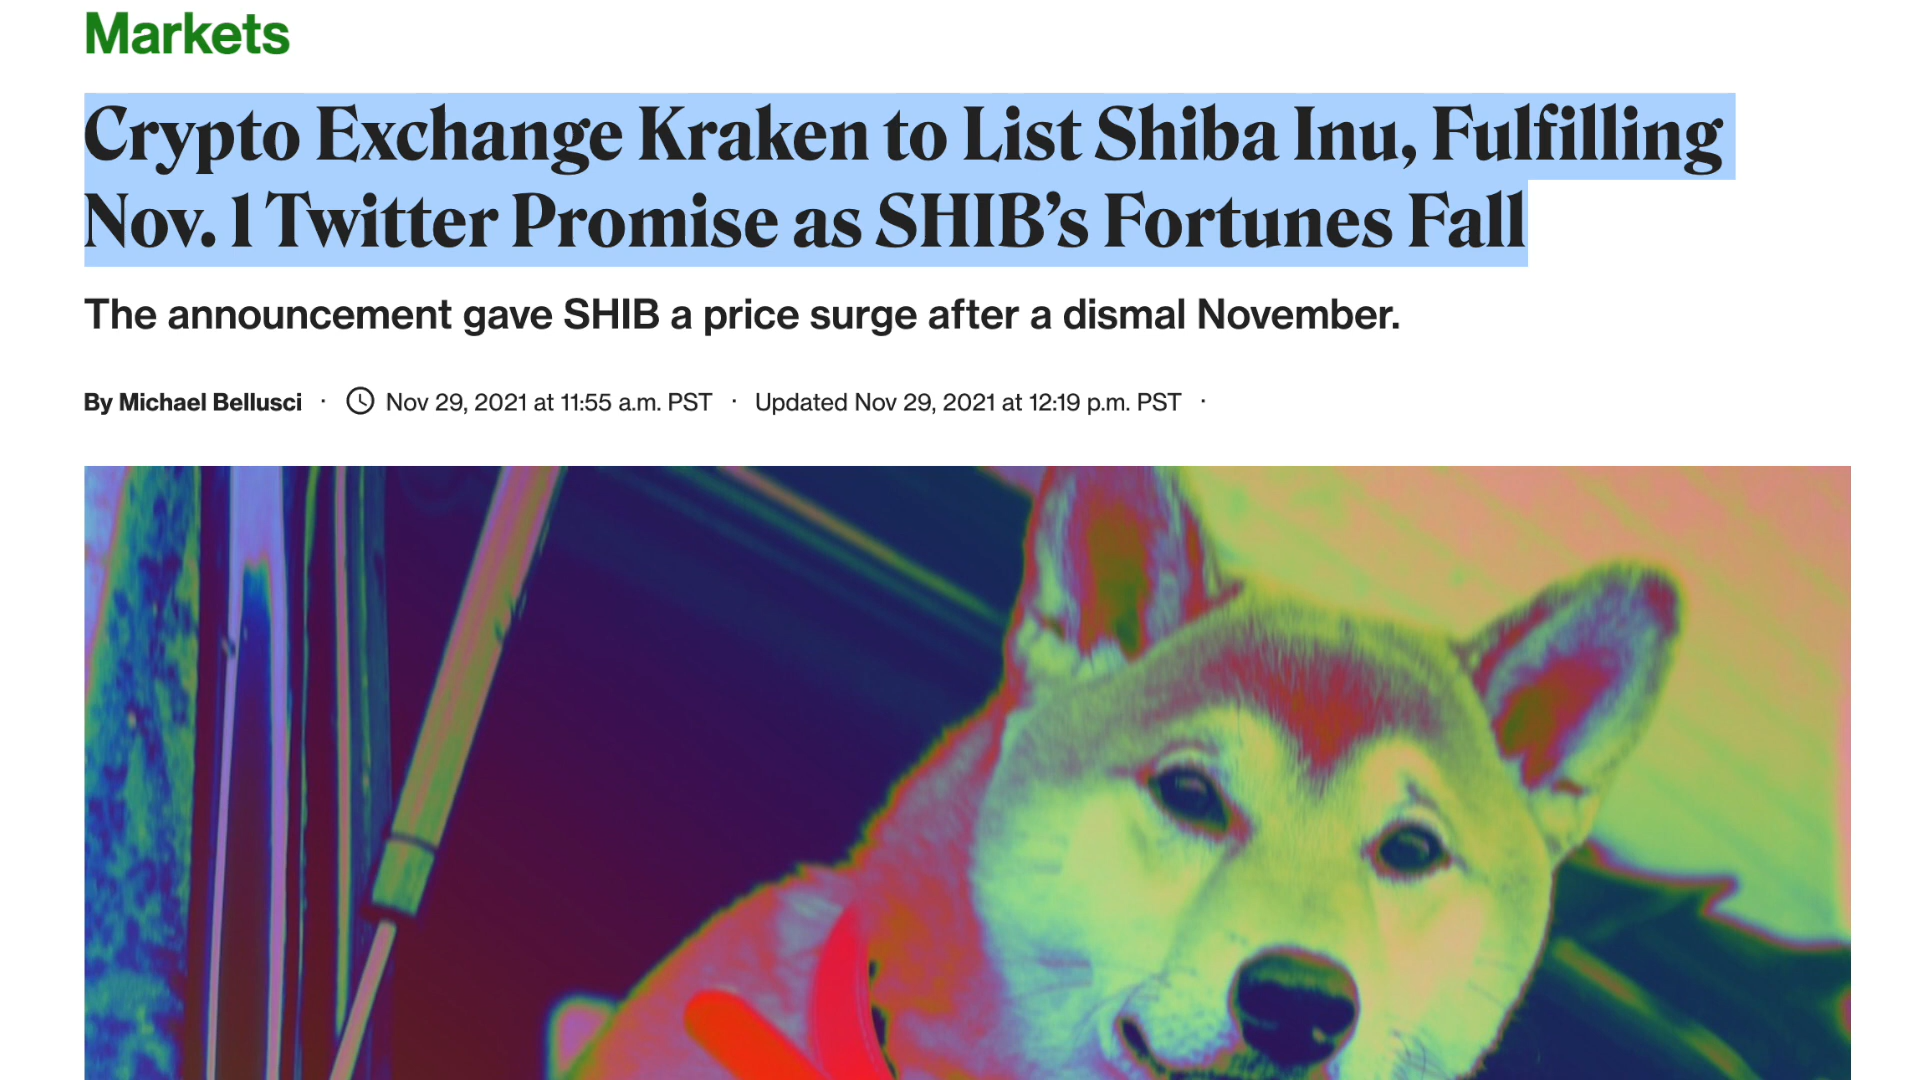 Markets
Crypto Exchange Kraken to List Shiba Inu, Fulfilling
Nov. 1 Twitter Promise as SHIB’s Fortunes Fall
The announcement gave SHIB a price surge after a dismal November.
By Michael Bellusci · Nov 29, 2021 at 11:55 a.m. PST · Updated Nov 29, 2021 at 12:19 p.m. PST ·